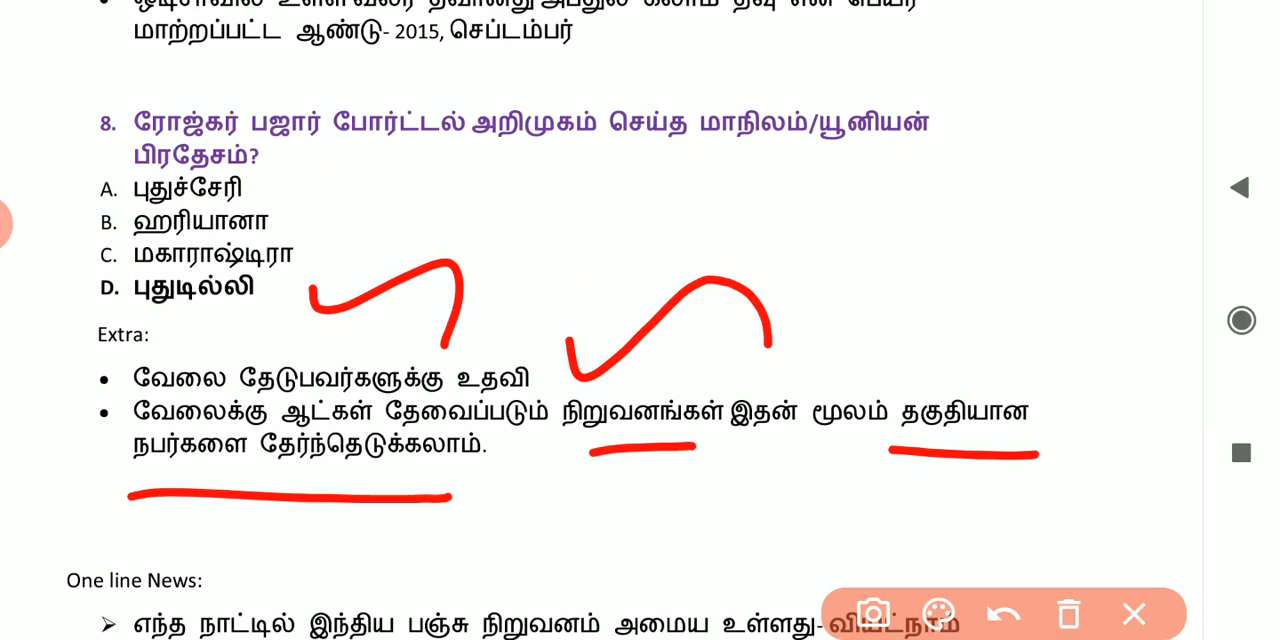 மாற்றப்பட்ட ஆண்டு- 2015, செப்டம்பர்
8. ரோஜ்கர் பஜார் போர்ட்டல் அறிமுகம் செய்த மாநிலம்/யூனியன்
பிரதேசம்?
A. புதுச்சேரி
B. ஹரியானா
C. மகாராஷ்டிரா
D. புதுடில்லி
Extra:
• வேலை தேடுபவர்களுக்கு உதவி
• வேலைக்கு ஆட்கள் தேவைப்படும் நிறுவனங்கள் இதன் மூலம் தகுதியான
நபர்களை தேர்ந்தெடுக்கலாம்.
One line News:
➢ எந்த நாட்டில் இந்திய பஞ்சு நிறுவனம் அமைய உள்ளது- வியட்நாம்